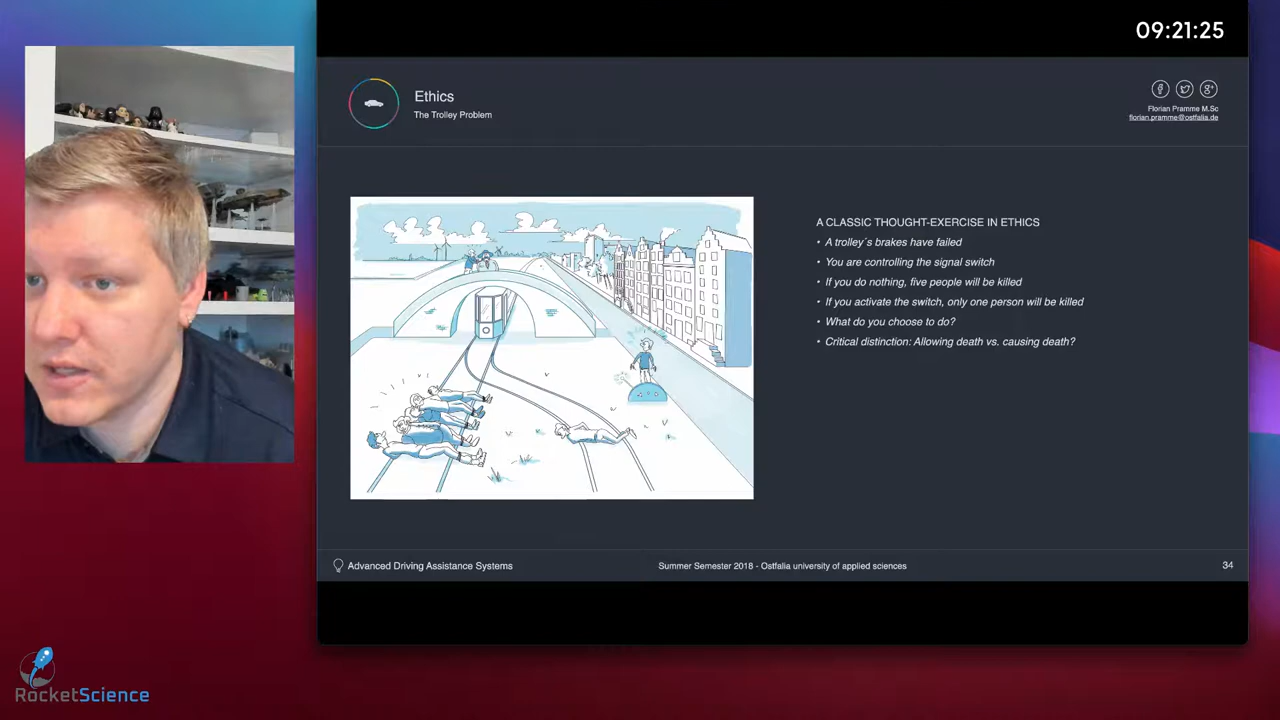 09:21:25
Ethics
The Trolley Problem
Florian Pramme M.Sc
florian.pramme@ostfalia.de
A CLASSIC THOUGHT-EXERCISE IN ETHICS
• A trolley´s brakes have failed
• You are controlling the signal switch
• If you do nothing, five people will be killed
• If you activate the switch, only one person will be killed
• What do you choose to do?
• Critical distinction: Allowing death vs. causing death?
Advanced Driving Assistance Systems
Summer Semester 2018 - Ostfalia university of applied sciences
34
RocketScience